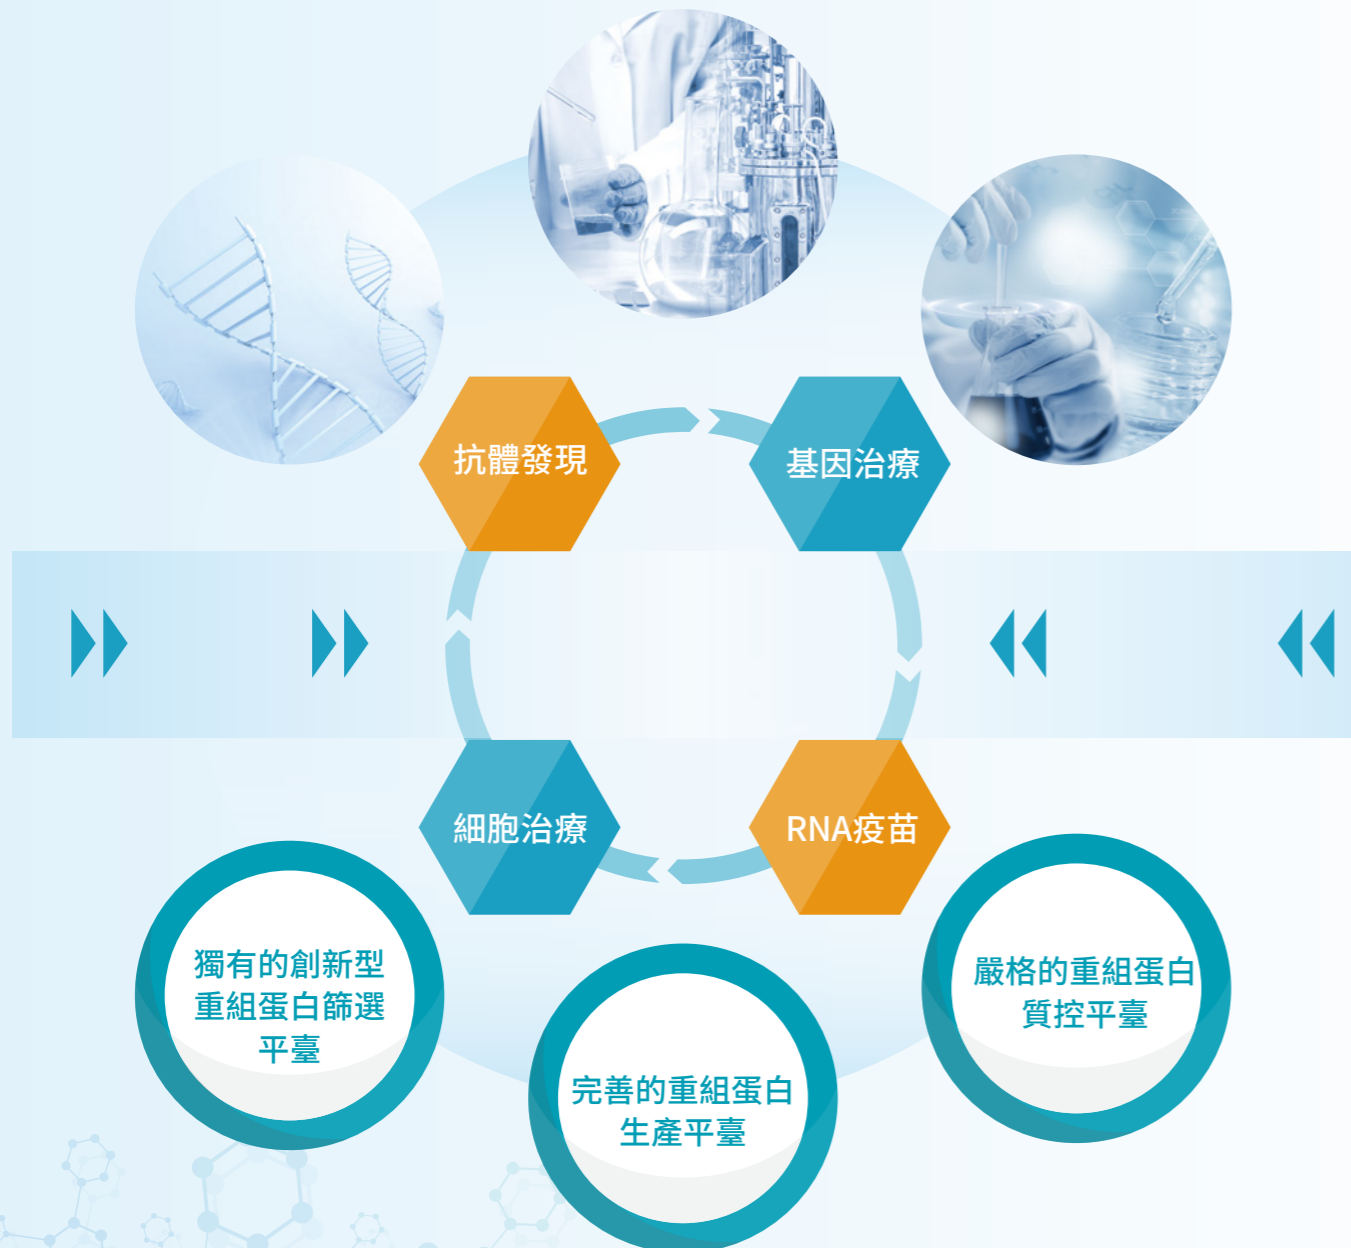 抗體發現
基因治療
細胞治療
RNA疫苗
獨有的創新型
重組蛋白篩選
平臺
完善的重組蛋白
生產平臺
嚴格的重組蛋白
質控平臺